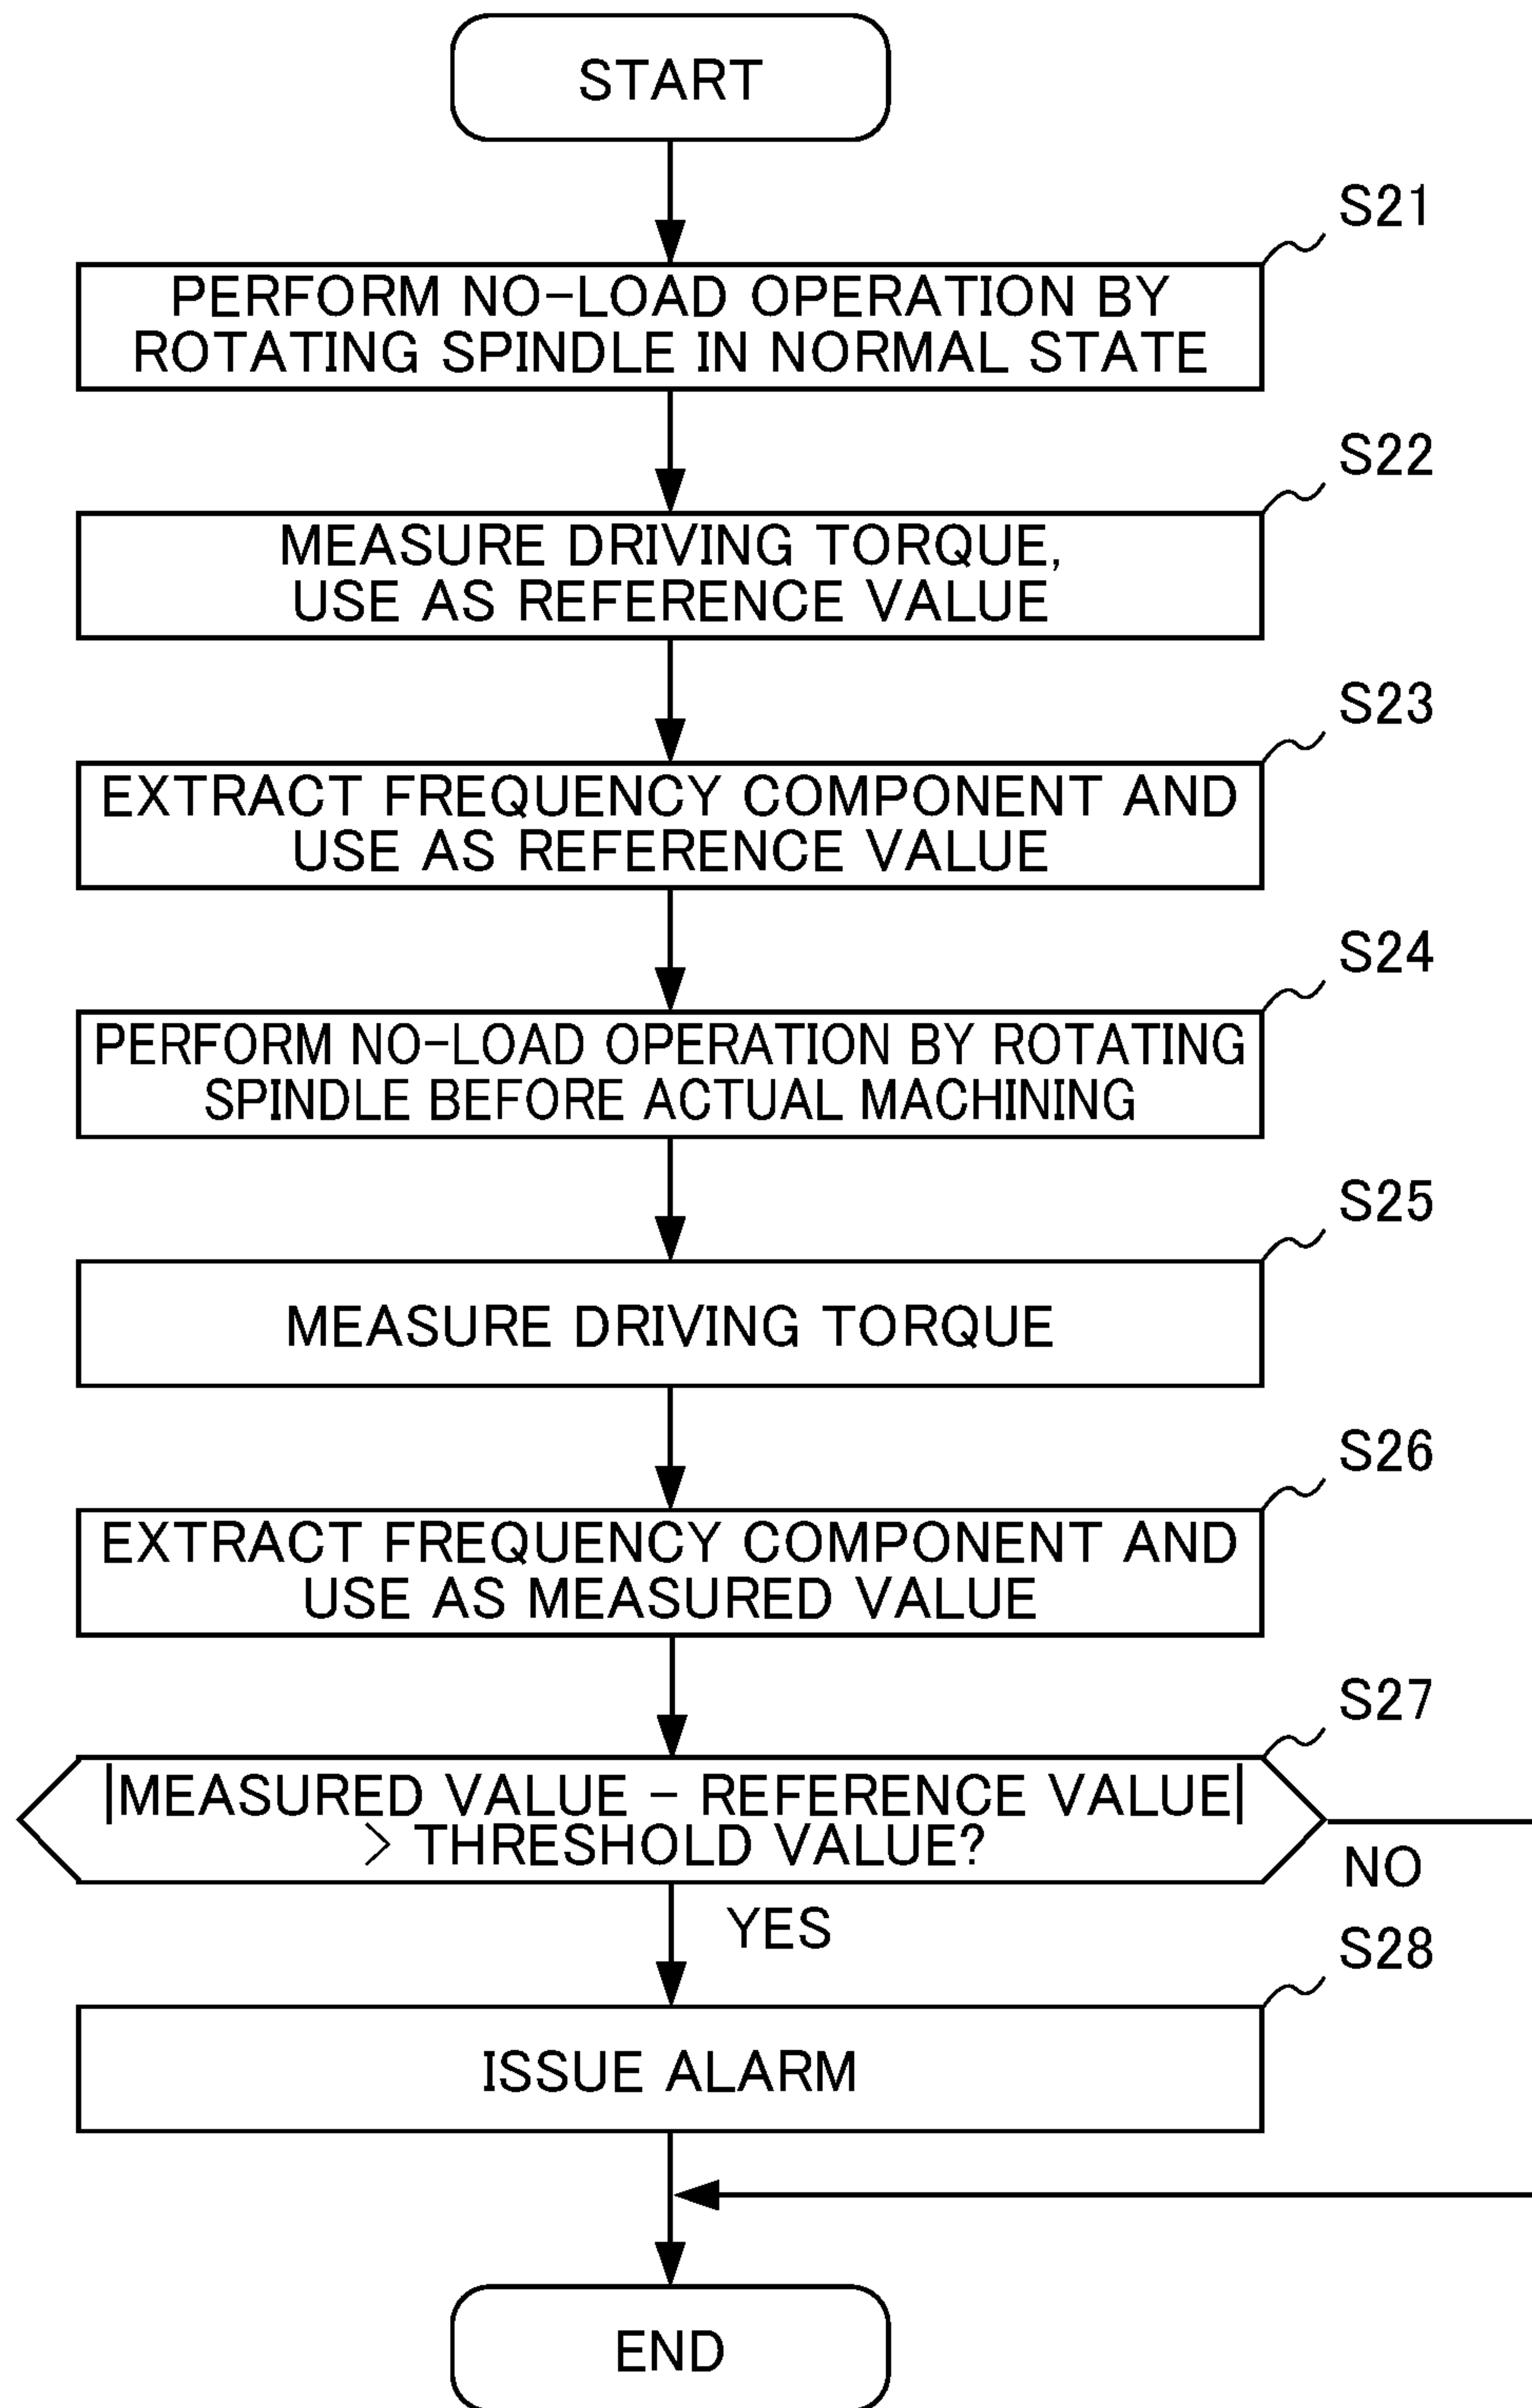 START
S21
PERFORM NO-LOAD OPERATION BY
ROTATING SPINDLE IN NORMAL STATE
S22
MEASURE DRIVING TORQUE,
USE AS REFERENCE VALUE
S23
EXTRACT FREQUENCY COMPONENT AND
USE AS REFERENCE VALUE
S24
PERFORM NO-LOAD OPERATION BY ROTATING
SPINDLE BEFORE ACTUAL MACHINING
S25
MEASURE DRIVING TORQUE
S26
EXTRACT FREQUENCY COMPONENT AND
USE AS MEASURED VALUE
S27
|MEASURED VALUE - REFERENCE VALUE|
> THRESHOLD VALUE?
NO
YES
S28
ISSUE ALARM
END